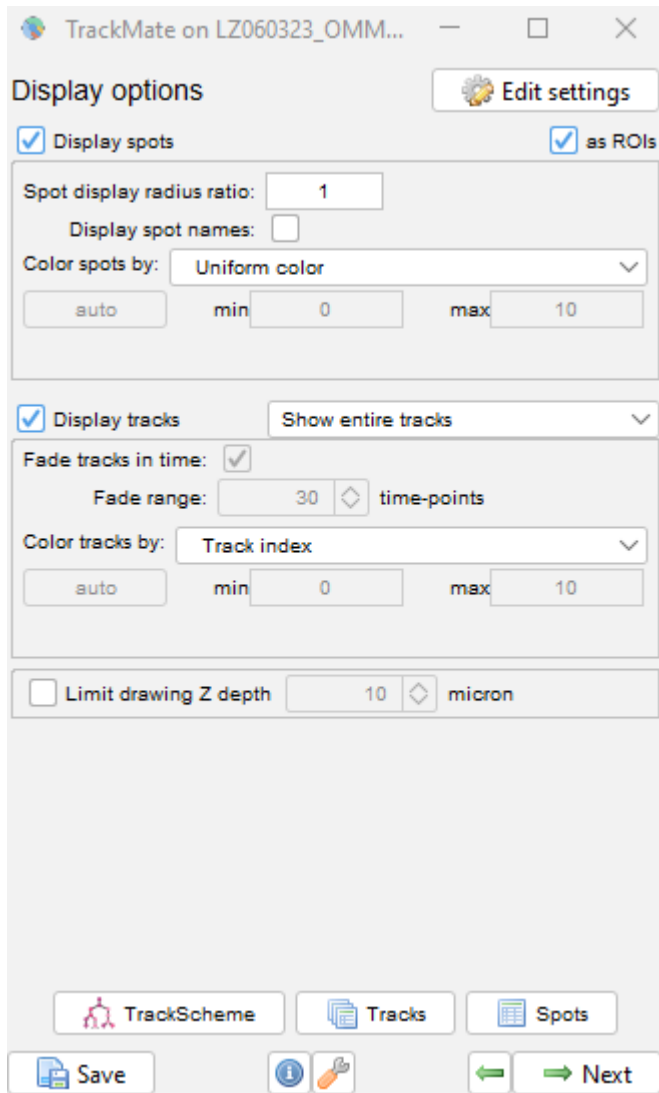 TrackMate on LZ060323_OMM...
Display options
Edit settings
Display spots
as ROIs
Spot display radius ratio: 1
Display spot names:
Color spots by: Uniform color
auto min 0 max 10
Display tracks Show entire tracks
Fade tracks in time:
Fade range: 30 time-points
Color tracks by: Track index
auto min 0 max 10
Limit drawing Z depth 10 micron
TrackScheme Tracks Spots
Save Next